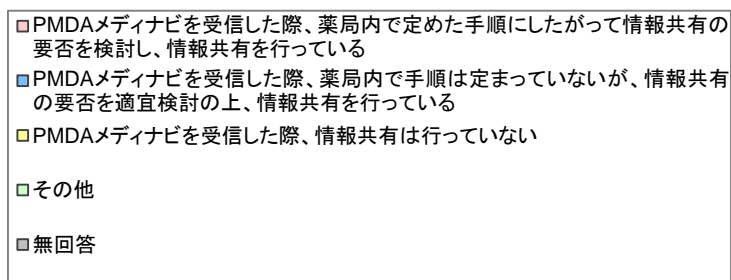 PMDAメディナビを受信した際、薬局内で定めた手順にしたがって情報共有の
要否を検討し、情報共有を行っている
PMDAメディナビを受信した際、薬局内で手順は定まっていないが、情報共有
の要否を適宜検討の上、情報共有を行っている
PMDAメディナビを受信した際、情報共有は行っていない
その他
無回答